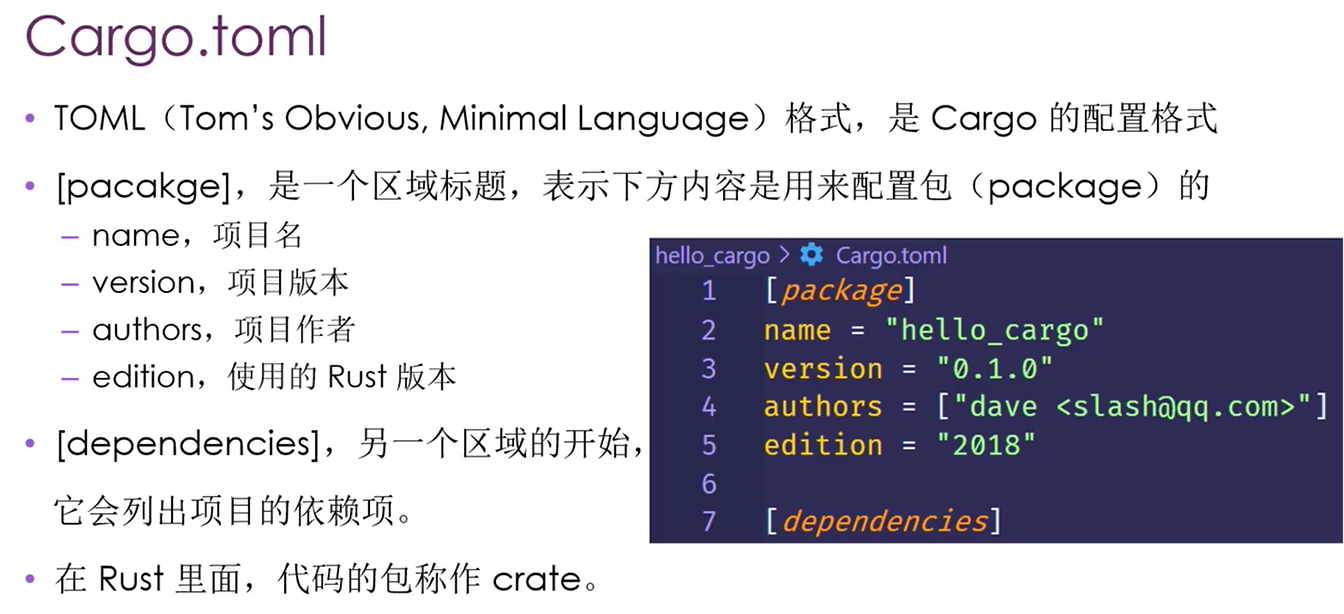 Cargo.toml
• TOML（Tom's Obvious, Minimal Language）格式，是 Cargo 的配置格式
• [pacakge]，是一个区域标题，表示下方内容是用来配置包（package）的
– name，项目名
– version，项目版本
– authors，项目作者
– edition，使用的 Rust 版本
• [dependencies]，另一个区域的开始，
它会列出项目的依赖项。
• 在 Rust 里面，代码的包称作 crate。
hello_cargo > Cargo.toml
1 [package]
2 name = "hello_cargo"
3 version = "0.1.0"
4 authors = ["dave <slash@qq.com>"]
5 edition = "2018"
6
7 [dependencies]